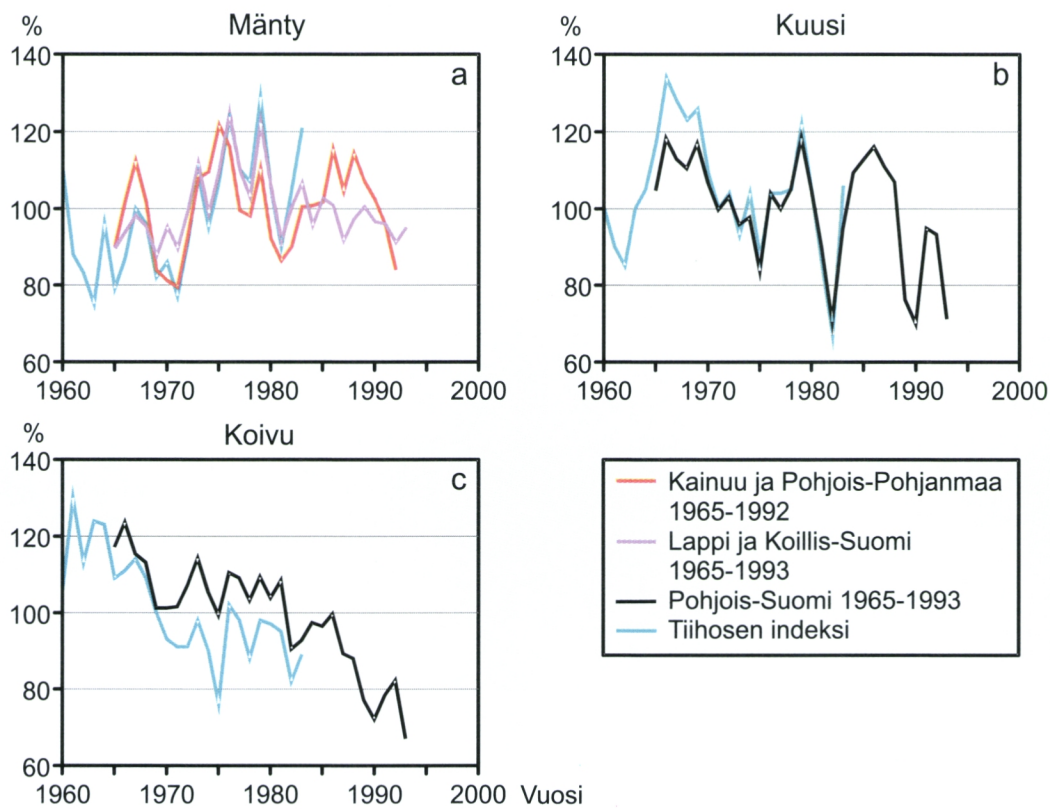 % Mänty
140
120
100
80
60
a
1960 1970 1980 1990 2000
% Kuusi
140
120
100
80
60
b
1960 1970 1980 1990 2000
% Koivu
140
120
100
80
60
c
1960 1970 1980 1990 2000 Vuosi
Kainuu ja Pohjois-Pohjanmaa
1965-1992
Lappi ja Koillis-Suomi
1965-1993
Pohjois-Suomi 1965-1993
Tiihosen indeksi